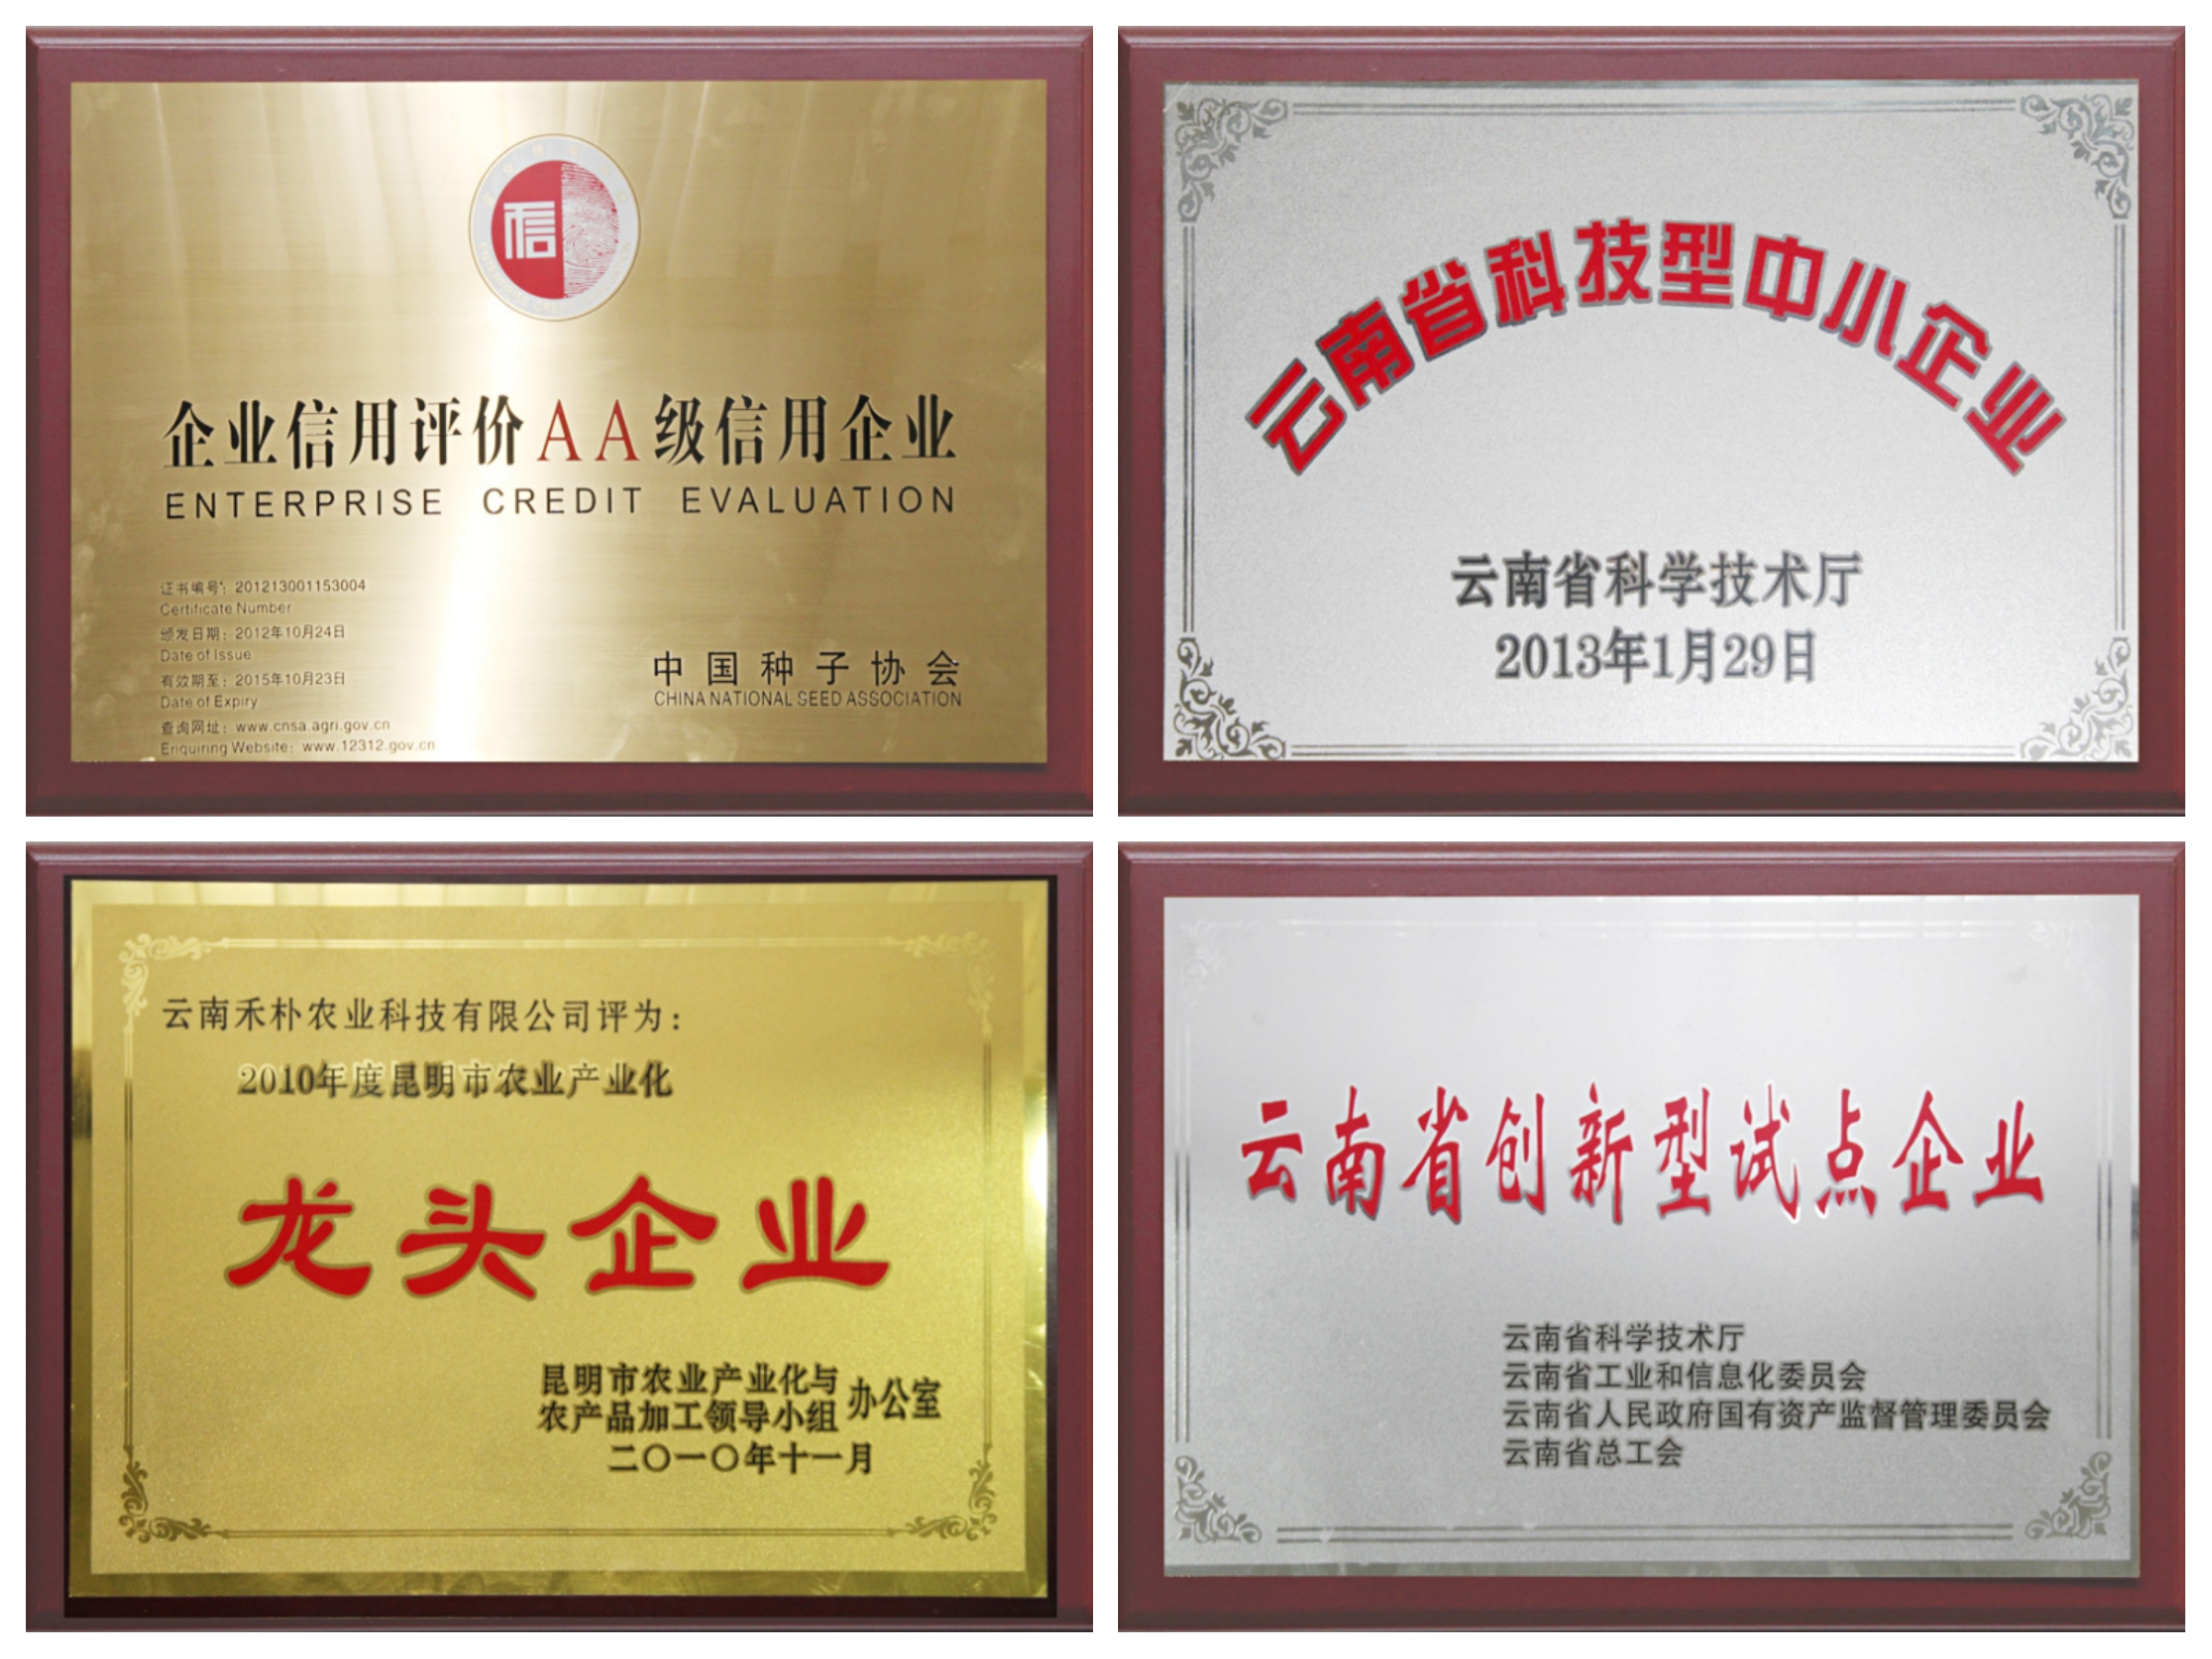 信
企业信用评价AA级信用企业
ENTERPRISE CREDIT EVALUATION
证书编号：201213001153004
Certificate Number
颁发日期：2012年10月24日
Date of Issue
有效期至：2015年10月23日
Date of Expiry
查询网址：www.cnsa.agri.gov.cn
Enquiring Website：www.12312.gov.cn
中国种子协会
CHINA NATIONAL SEED ASSOCIATION
云南省科技型中小企业
云南省科学技术厅
2013年1月29日
云南禾朴农业科技有限公司评为：
2010年度昆明市农业产业化
龙头企业
昆明市农业产业化与
农产品加工领导小组
办公室
二〇一〇年十一月
云南省创新型试点企业
云南省科学技术厅
云南省工业和信息化委员会
云南省人民政府国有资产监督管理委员会
云南省总工会